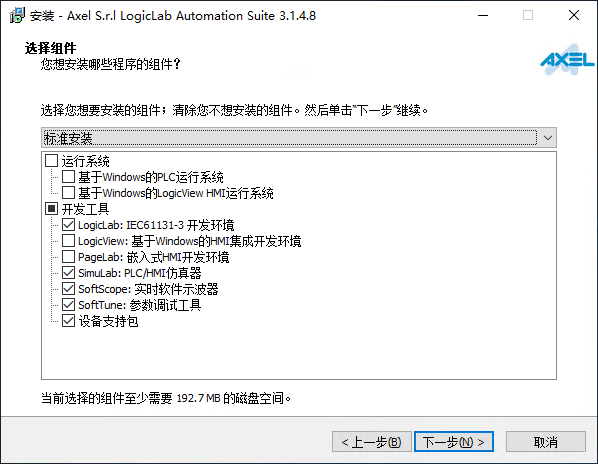 安装 - Axel S.r.l LogicLab Automation Suite 3.1.4.8
选择组件
您想安装哪些程序的组件？
AXEL
选择您想要安装的组件；清除您不想安装的组件。然后单击“下一步”继续。
标准安装
运行系统
基于Windows的PLC运行系统
基于Windows的LogicView HMI运行系统
开发工具
LogicLab: IEC61131-3 开发环境
LogicView: 基于Windows的HMI集成开发环境
PageLab: 嵌入式HMI开发环境
SimuLab: PLC/HMI仿真器
SoftScope: 实时软件示波器
SoftTune: 参数调试工具
设备支持包
当前选择的组件至少需要 192.7 MB 的磁盘空间。
< 上一步(B) 下一步(N) > 取消